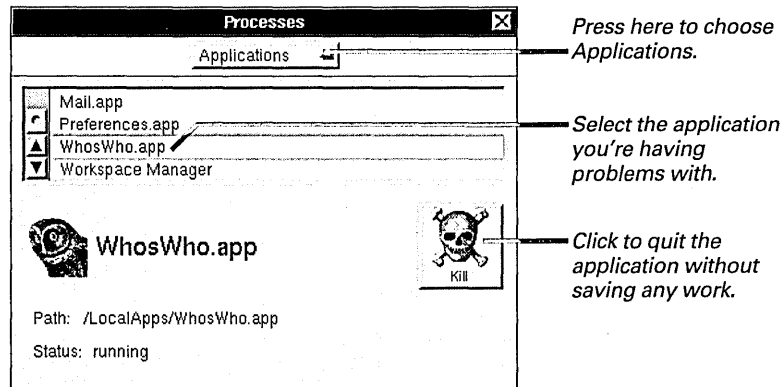 Processes
Applications
Mail.app
Preferences.app
WhosWho.app
Workspace Manager
WhosWho.app
Kill
Path: /LocalApps/WhosWho.app
Status: running
Press here to choose
Applications.
Select the application
you're having
problems with.
Click to quit the
application without
saving any work.